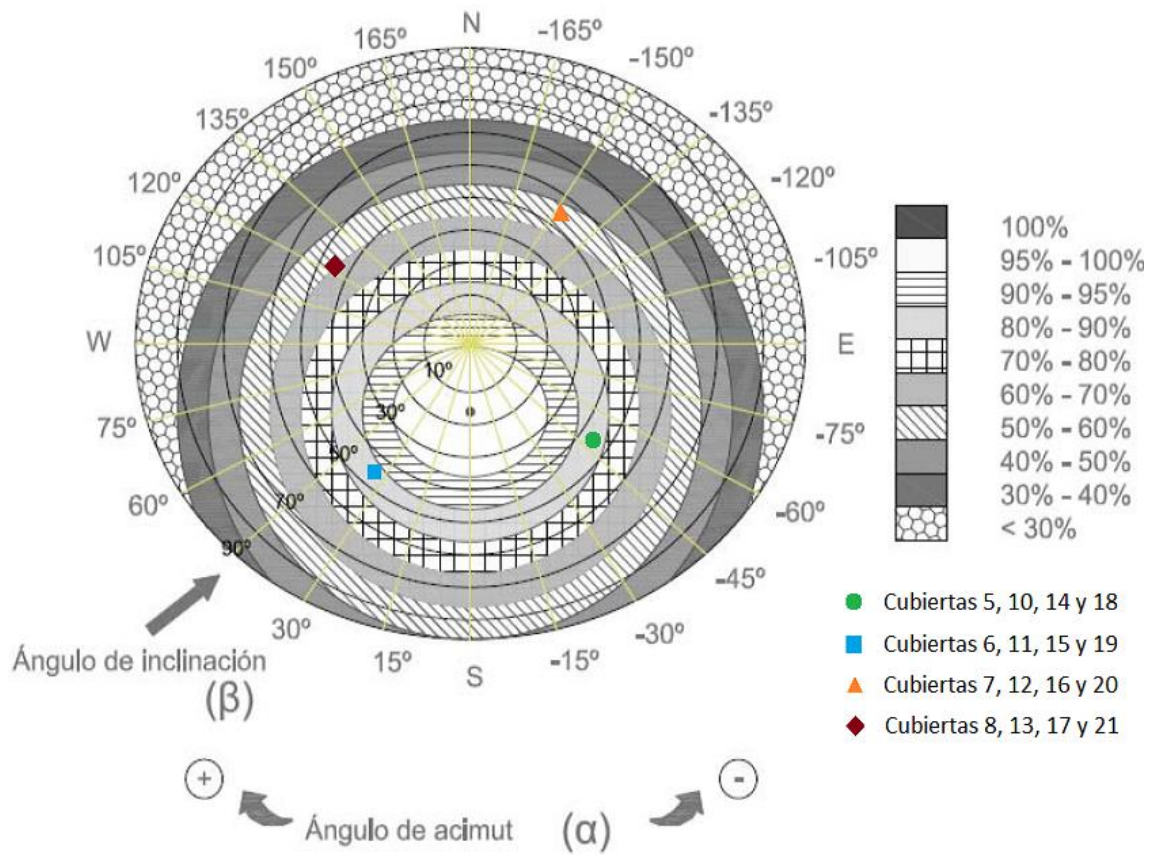 N
165º
-165º
150º
-150º
135º
-135º
120º
-120º
105º
-105º
W
E
75º
-75º
60º
-60º
-45º
30º
-30º
15º
-15º
S
10º
30º
50º
70º
90º
100%
95% - 100%
90% - 95%
80% - 90%
70% - 80%
60% - 70%
50% - 60%
40% - 50%
30% - 40%
< 30%
Cubiertas 5, 10, 14 y 18
Cubiertas 6, 11, 15 y 19
Cubiertas 7, 12, 16 y 20
Cubiertas 8, 13, 17 y 21
Ángulo de inclinación
(β)
+
-
Ángulo de acimut (α)